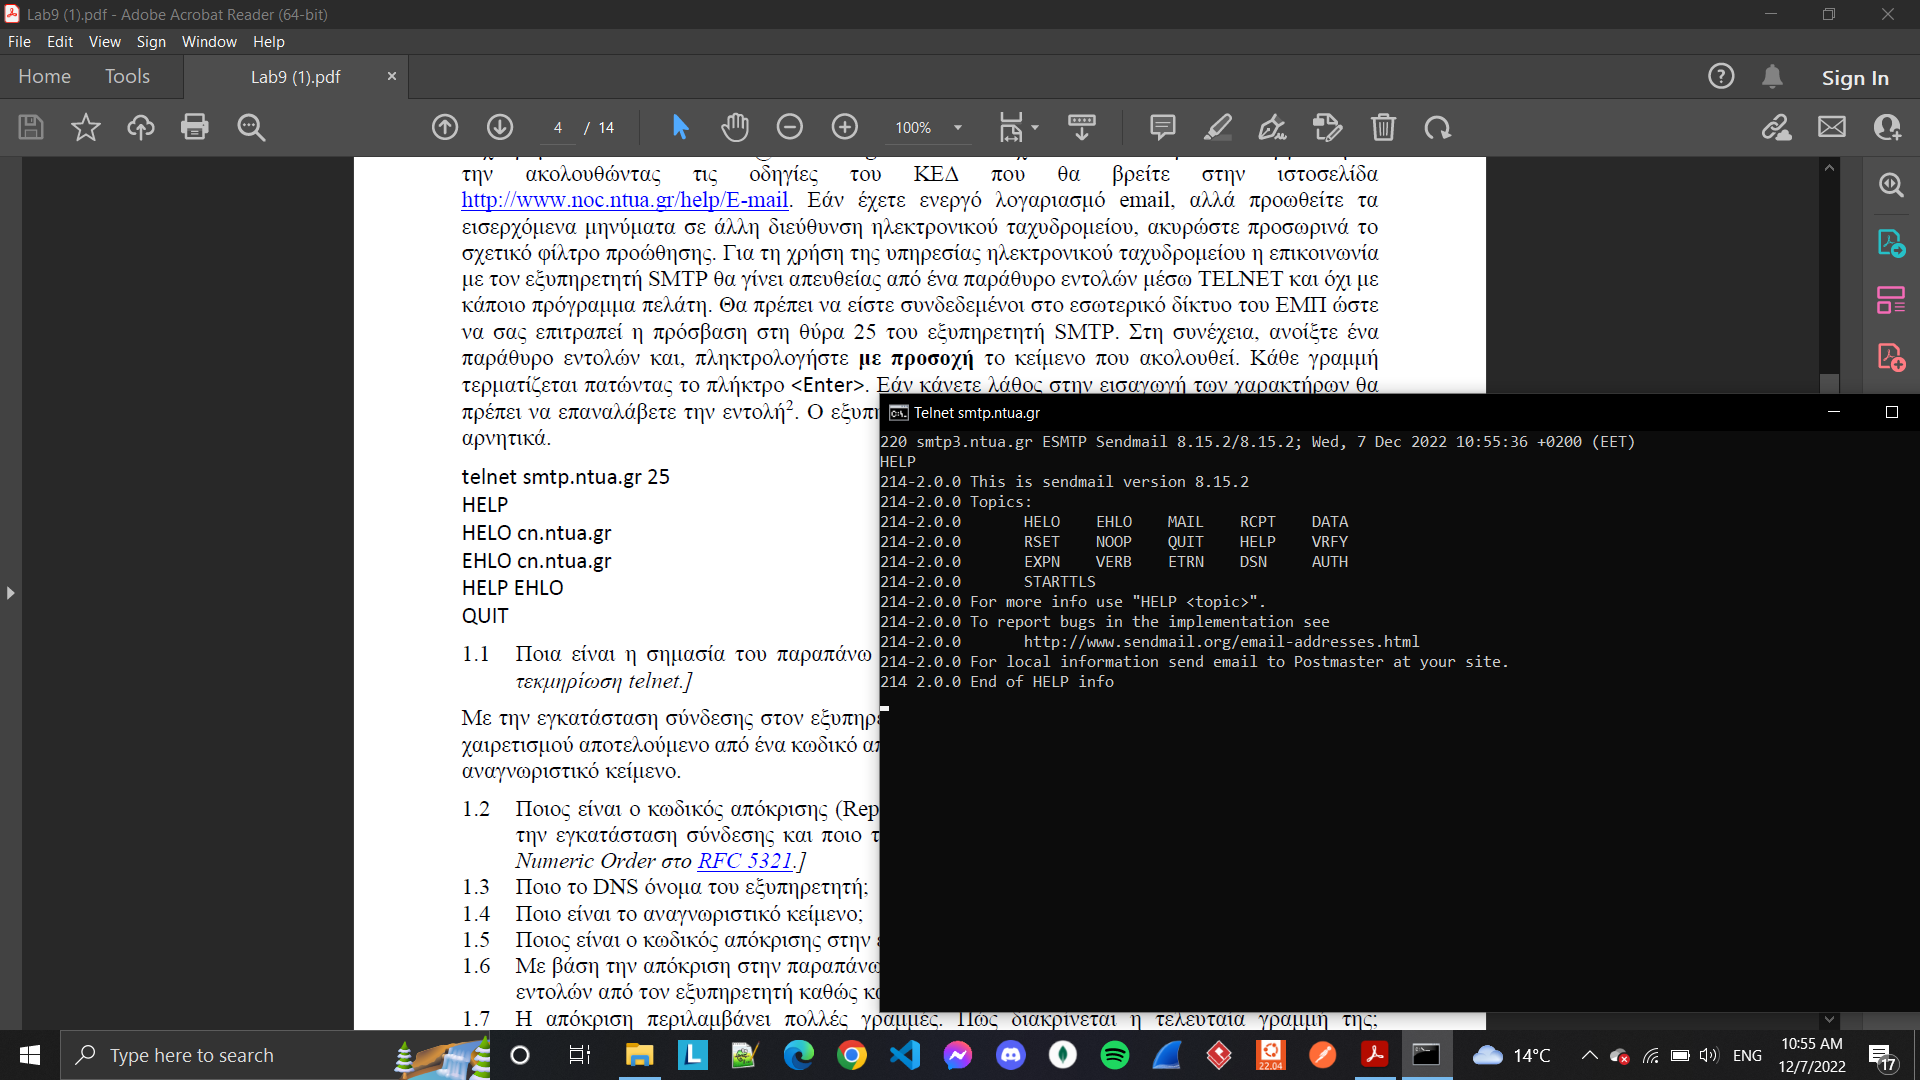 Lab9 (1).pdf - Adobe Acrobat Reader (64-bit)
File Edit View Sign Window Help
Home Tools Lab9 (1).pdf × Sign In
4 / 14 100%
την ακολουθώντας τις οδηγίες του ΚΕΔ που θα βρείτε στην ιστοσελίδα
http://www.noc.ntua.gr/help/E-mail. Εάν έχετε ενεργό λογαριασμό email, αλλά προωθείτε τα
εισερχόμενα μηνύματα σε άλλη διεύθυνση ηλεκτρονικού ταχυδρομείου, ακυρώστε προσωρινά το
σχετικό φίλτρο προώθησης. Για τη χρήση της υπηρεσίας ηλεκτρονικού ταχυδρομείου η επικοινωνία
με τον εξυπηρετητή SMTP θα γίνει απευθείας από ένα παράθυρο εντολών μέσω TELNET και όχι με
κάποιο πρόγραμμα πελάτη. Θα πρέπει να είστε συνδεδεμένοι στο εσωτερικό δίκτυο του ΕΜΠ ώστε
να σας επιτραπεί η πρόσβαση στη θύρα 25 του εξυπηρετητή SMTP. Στη συνέχεια, ανοίξτε ένα
παράθυρο εντολών και, πληκτρολογήστε με προσοχή το κείμενο που ακολουθεί. Κάθε γραμμή
τερματίζεται πατώντας το πλήκτρο <Enter>. Εάν κάνετε λάθος στην εισαγωγή των χαρακτήρων θα
πρέπει να επαναλάβετε την εντολή². Ο εξυπ
αρνητικά.
telnet smtp.ntua.gr 25
HELP
HELO cn.ntua.gr
EHLO cn.ntua.gr
HELP EHLO
QUIT
1.1 Ποια είναι η σημασία του παραπάνω
τεκμηρίωση telnet.]
Με την εγκατάσταση σύνδεσης στον εξυπηρε
χαιρετισμού αποτελούμενο από ένα κωδικό απ
αναγνωριστικό κείμενο.
1.2 Ποιος είναι ο κωδικός απόκρισης (Rep
την εγκατάσταση σύνδεσης και ποιο τ
Numeric Order στο RFC 5321.]
1.3 Ποιο το DNS όνομα του εξυπηρετητή;
1.4 Ποιο είναι το αναγνωριστικό κείμενο;
1.5 Ποιος είναι ο κωδικός απόκρισης στην ε
1.6 Με βάση την απόκριση στην παραπάνω
εντολών από τον εξυπηρετητή καθώς κα
1.7 Η απόκριση περιλαμβάνει πολλές γραμμές. Πώς διακρίνεται η τελευταία γραμμή της;
Telnet smtp.ntua.gr
220 smtp3.ntua.gr ESMTP Sendmail 8.15.2/8.15.2; Wed, 7 Dec 2022 10:55:36 +0200 (EET)
HELP
214-2.0.0 This is sendmail version 8.15.2
214-2.0.0 Topics:
214-2.0.0 HELO EHLO MAIL RCPT DATA
214-2.0.0 RSET NOOP QUIT HELP VRFY
214-2.0.0 EXPN VERB ETRN DSN AUTH
214-2.0.0 STARTTLS
214-2.0.0 For more info use "HELP <topic>".
214-2.0.0 To report bugs in the implementation see
214-2.0.0 http://www.sendmail.org/email-addresses.html
214-2.0.0 For local information send email to Postmaster at your site.
214 2.0.0 End of HELP info
Type here to search
22.04
14°C
ENG
10:55 AM
12/7/2022
17